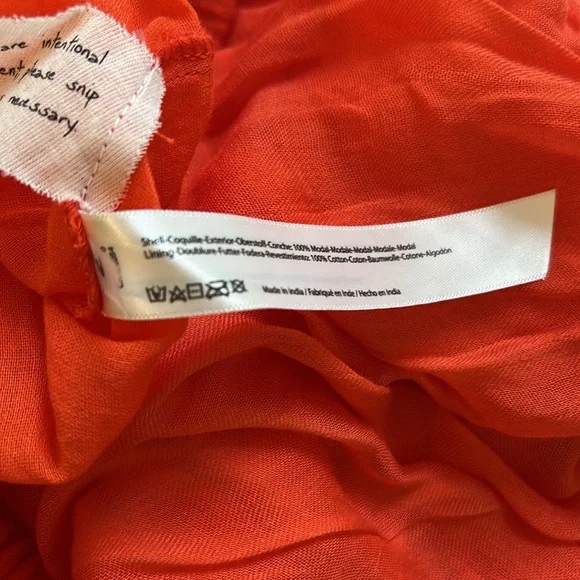 are intentional
please snip
necessary.
Shell-Coquille-Exterior-Oberstoff-Conche: 100% Modal-Modale-Modal-Modale-Modal
Lining-Doublure-Futter-Fodera-Revestimiento: 100% Cotton-Coton-Baumwolle-Cotone-Algodón
Made in India / Fabriqué en Inde / Hecho en India